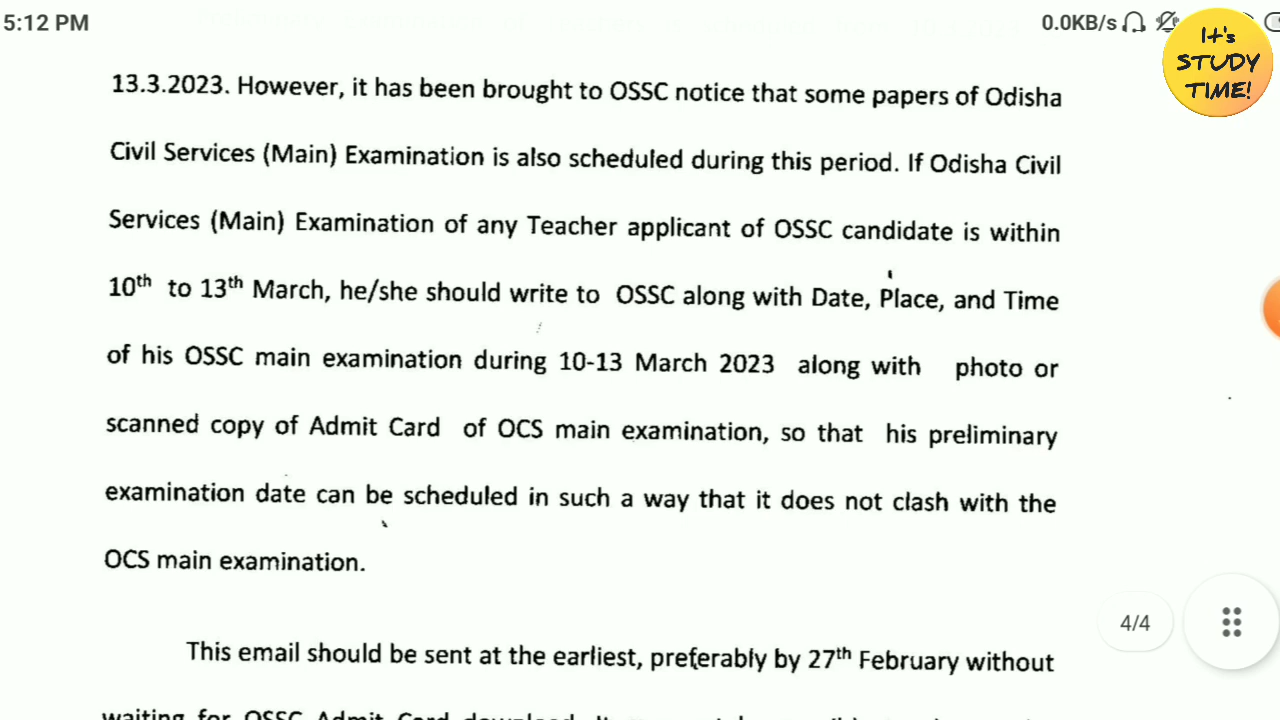 5:12 PM
0.0KB/s
It's
STUDY
TIME!
13.3.2023. However, it has been brought to OSSC notice that some papers of Odisha
Civil Services (Main) Examination is also scheduled during this period. If Odisha Civil
Services (Main) Examination of any Teacher applicant of OSSC candidate is within
10th to 13th March, he/she should write to OSSC along with Date, Place, and Time
of his OSSC main examination during 10-13 March 2023 along with photo or
scanned copy of Admit Card of OCS main examination, so that his preliminary
examination date can be scheduled in such a way that it does not clash with the
OCS main examination.
4/4
This email should be sent at the earliest, preferably by 27th February without
waiting for OSSC Admit Card